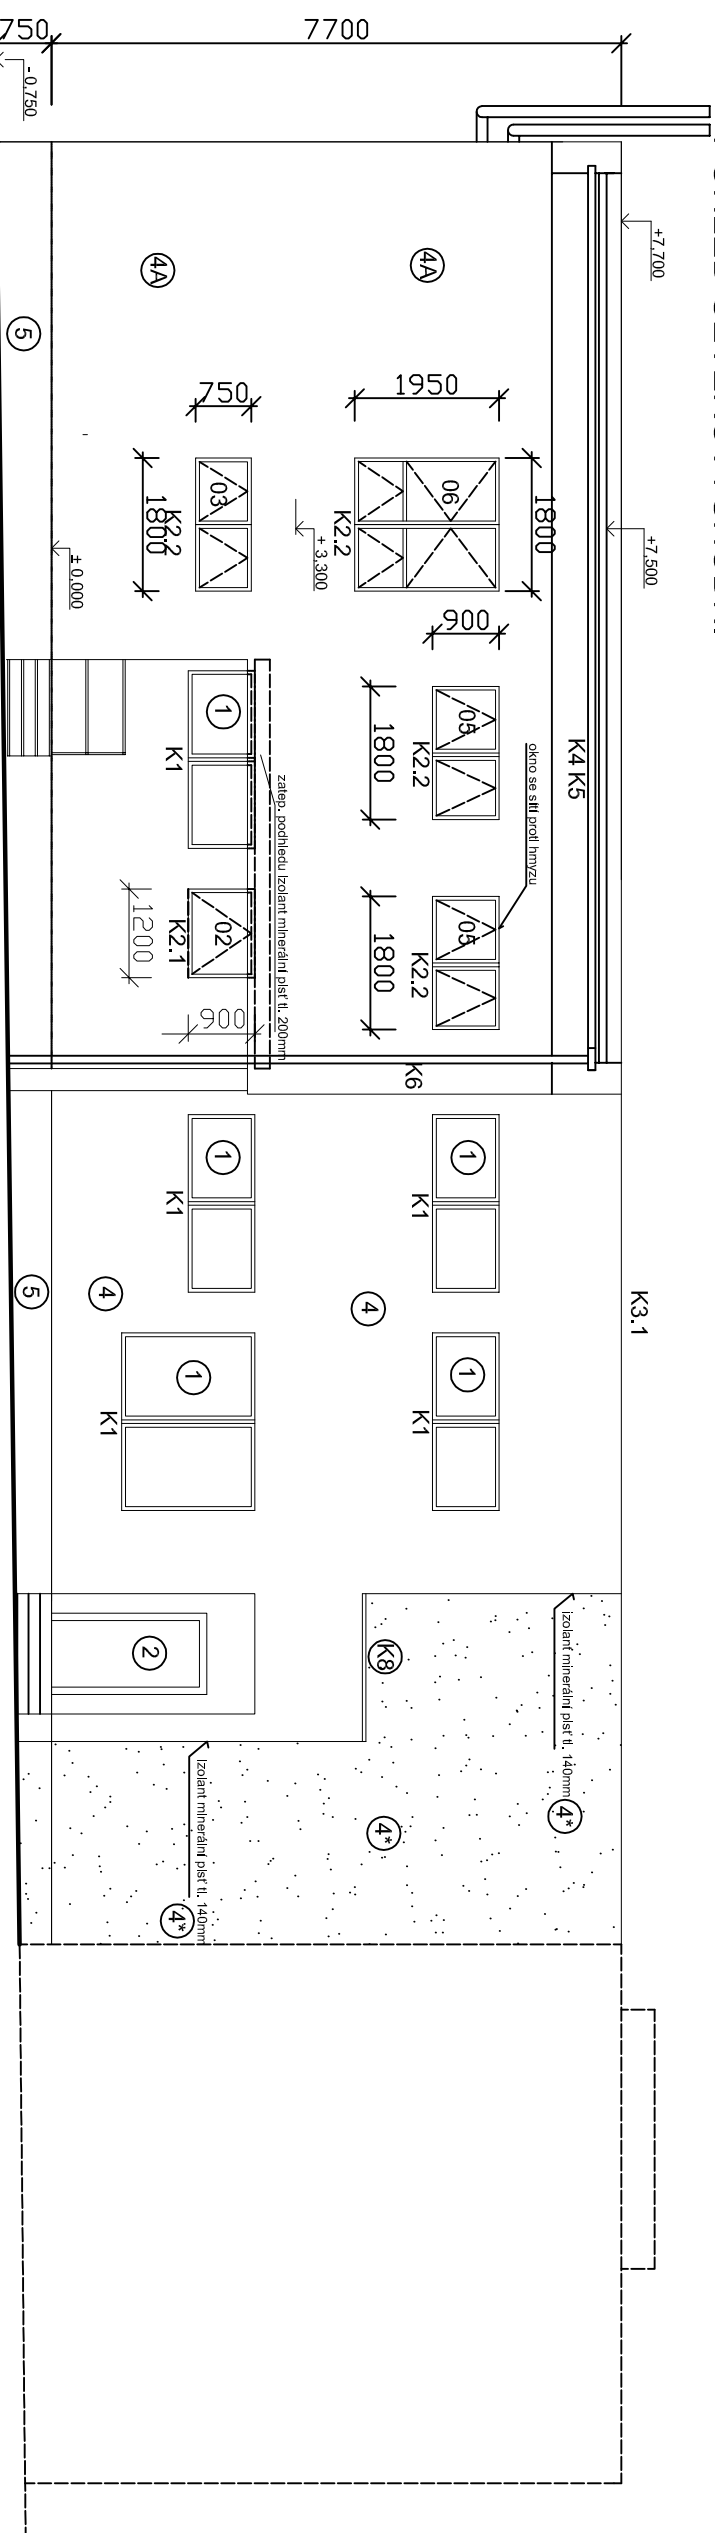 750
7700
-0,750
+7,700
4A
4A
5
750
1950
1800
03
K2.2
06
K2.2
1800
+3,300
+7,500
±0,000
900
05
K2.2
1800
okno se sítí proti hmyzu
K4 K5
1
K1
zatep. podhledu izolant minerální plsť tl. 200mm
02
K2.1
1200
900
05
K2.2
1800
K6
1
K1
1
K1
K3.1
4
4
5
1
K1
1
K1
2
K8
izolant minerální plsť tl. 140mm
4*
4*
Izolant minerální plsť tl. 140mm
4*